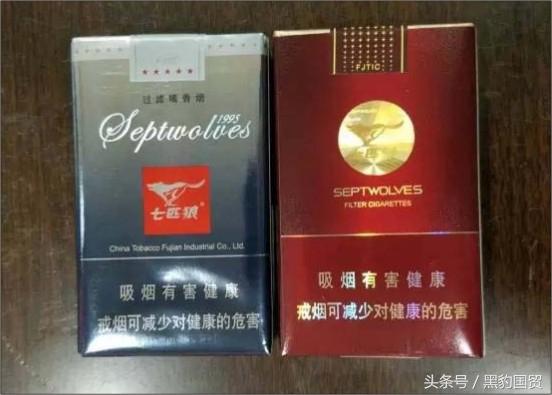 过滤嘴香烟
1995
Septwolves
七匹狼
China Tobacco Fujian Industrial Co., Ltd.
吸烟有害健康
戒烟可减少对健康的危害
FJTIC
SEPTWOLVES
FILTER CIGARETTES
吸烟有害健康
戒烟可减少对健康的危害
头条号 / 黑豹国贸